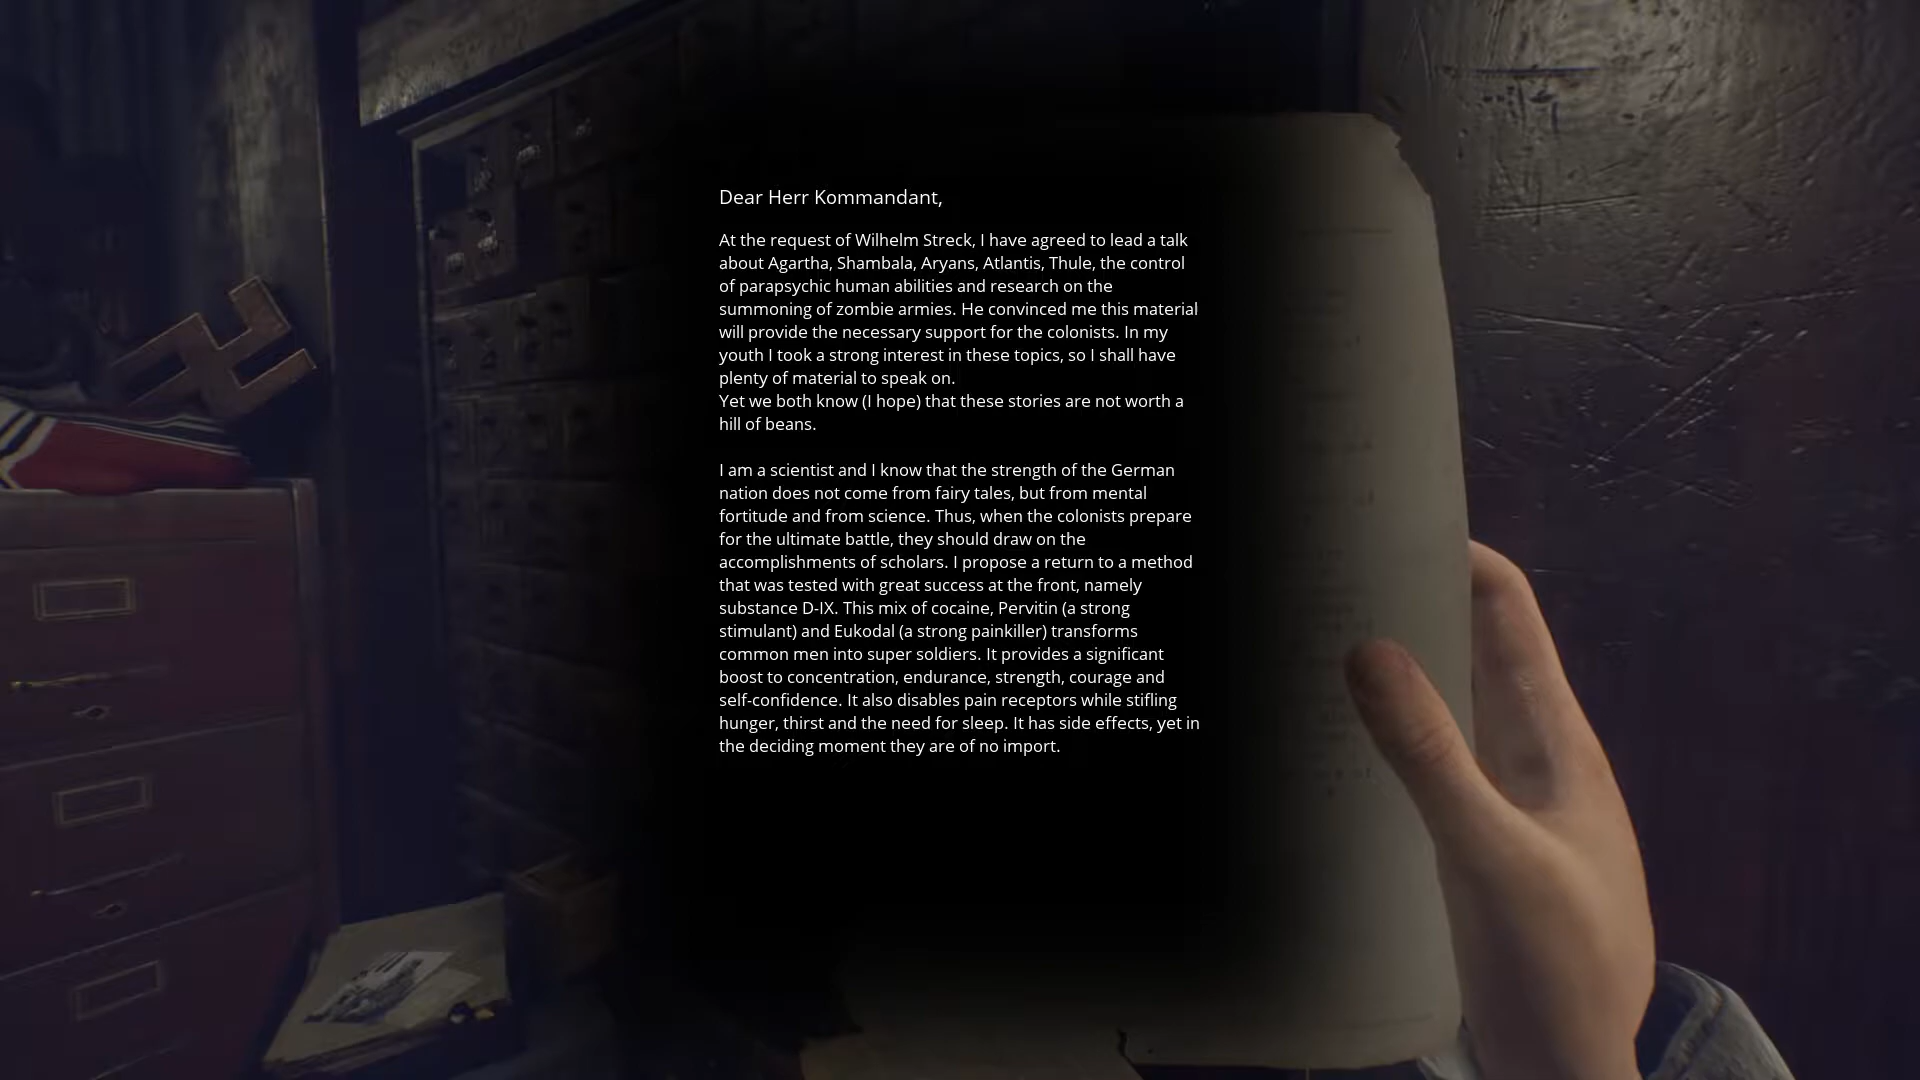 Dear Herr Kommandant,
At the request of Wilhelm Streck, I have agreed to lead a talk
about Agartha, Shambala, Aryans, Atlantis, Thule, the control
of parapsychic human abilities and research on the
summoning of zombie armies. He convinced me this material
will provide the necessary support for the colonists. In my
youth I took a strong interest in these topics, so I shall have
plenty of material to speak on.
Yet we both know (I hope) that these stories are not worth a
hill of beans.
I am a scientist and I know that the strength of the German
nation does not come from fairy tales, but from mental
fortitude and from science. Thus, when the colonists prepare
for the ultimate battle, they should draw on the
accomplishments of scholars. I propose a return to a method
that was tested with great success at the front, namely
substance D-IX. This mix of cocaine, Pervitin (a strong
stimulant) and Eukodal (a strong painkiller) transforms
common men into super soldiers. It provides a significant
boost to concentration, endurance, strength, courage and
self-confidence. It also disables pain receptors while stifling
hunger, thirst and the need for sleep. It has side effects, yet in
the deciding moment they are of no import.